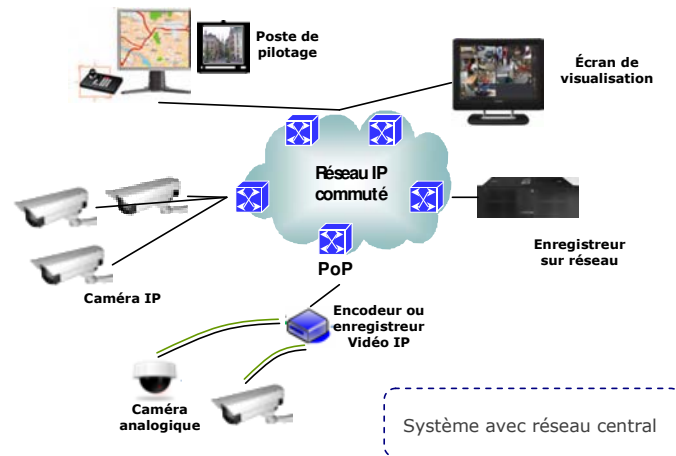 Poste de
pilotage
Écran de
visualisation
Réseau IP
commuté
PoP
Enregistreur
sur réseau
Caméra IP
Encodeur ou
enregistreur
Vidéo IP
Caméra
analogique
Système avec réseau central